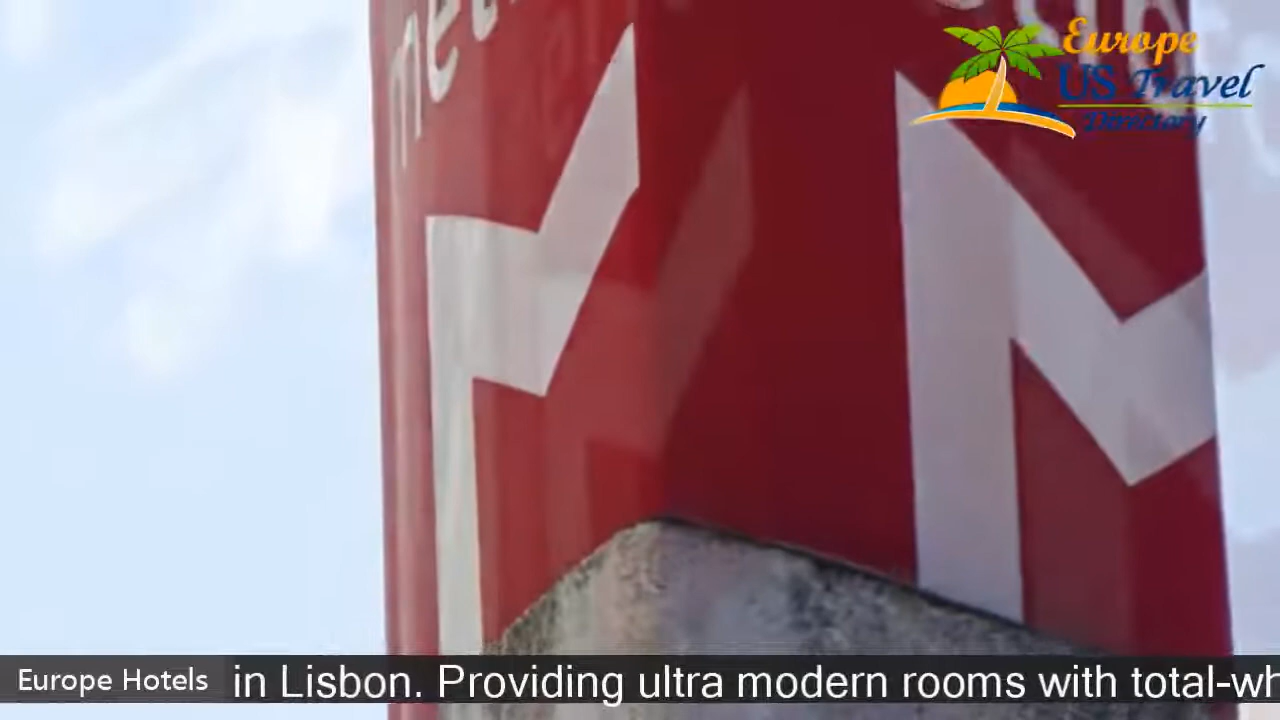 Europe
US Travel
Directory
Europe Hotels in Lisbon. Providing ultra modern rooms with total-wh